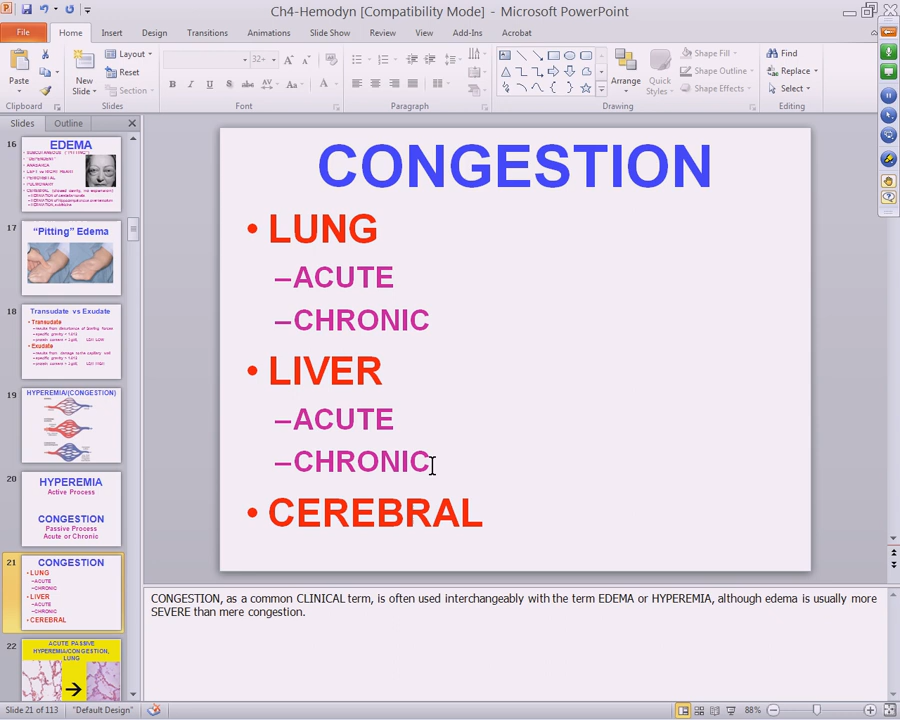 Ch4-Hemodyn [Compatibility Mode] - Microsoft PowerPoint
File Home Insert Design Transitions Animations Slide Show Review View Add-Ins Acrobat
Paste
Clipboard
New
Slide
Layout
Reset
Section
Slides
32
Font
Paragraph
Arrange
Quick
Styles
Shape Fill
Shape Outline
Shape Effects
Drawing
Find
Replace
Select
Editing
Slides Outline
16
EDEMA
17
"Pitting" Edema
18
Transudate vs Exudate
• Transudate
• Exudate
19
HYPEREMIA/(CONGESTION)
20
HYPEREMIA
Active Process
CONGESTION
Passive Process
Acute or Chronic
21
CONGESTION
• LUNG
–ACUTE
–CHRONIC
• LIVER
–ACUTE
–CHRONIC
• CEREBRAL
22
ACUTE PASSIVE
HYPEREMIA/CONGESTION,
LUNG
CONGESTION
• LUNG
–ACUTE
–CHRONIC
• LIVER
–ACUTE
–CHRONIC
• CEREBRAL
CONGESTION, as a common CLINICAL term, is often used interchangeably with the term EDEMA or HYPEREMIA, although edema is usually more
SEVERE than mere congestion.
Slide 21 of 113 "Default Design" 88%